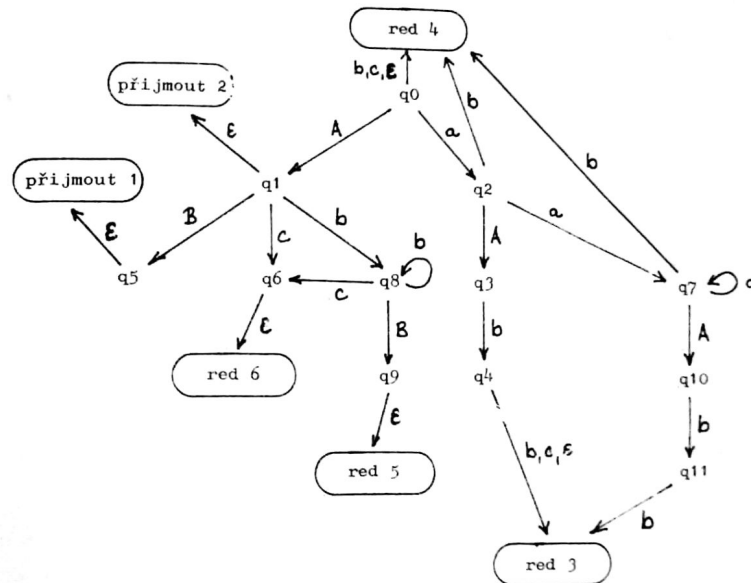 red 4
b,c,ε
q0
přijmout 2
ε
A
a
b
b
přijmout 1
q1
q2
ε
B
c
b
A
a
b
q5
q6
c
q8
q3
q7
ε
B
b
A
red 6
q9
q4
q10
ε
b,c,ε
b
red 5
q11
b
red 3